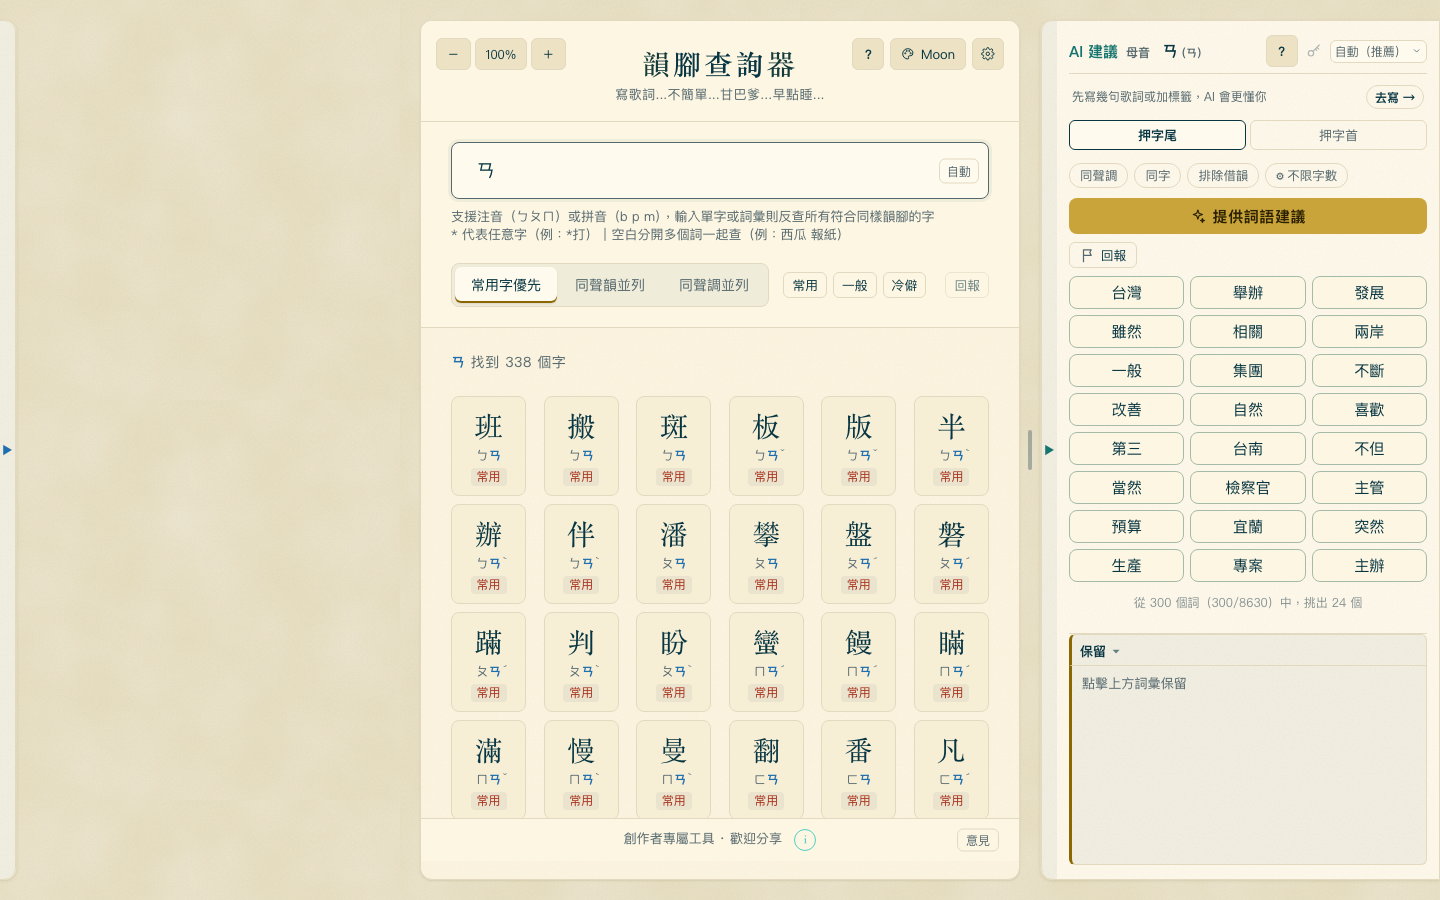 − 100% +
韻腳查詢器
寫歌詞...不簡單...甘巴爹...早點睡...
? Moon
ㄢ 自動
支援注音（ㄅㄆㄇ）或拼音（b p m），輸入單字或詞彙則反查所有符合同樣韻腳的字
* 代表任意字（例：*打）｜空白分開多個詞一起查（例：西瓜 報紙）
常用字優先 同聲韻並列 同聲調並列 常用 一般 冷僻 回報
ㄢ 找到 338 個字
班 搬 斑 板 版 半
ㄅㄢ ㄅㄢ ㄅㄢ ㄅㄢˇ ㄅㄢˇ ㄅㄢˋ
常用 常用 常用 常用 常用 常用
辦 伴 潘 攀 盤 磐
ㄅㄢˋ ㄅㄢˋ ㄆㄢ ㄆㄢ ㄆㄢˊ ㄆㄢˊ
常用 常用 常用 常用 常用 常用
蹣 判 盼 蠻 饅 瞞
ㄆㄢˊ ㄆㄢˋ ㄆㄢˋ ㄇㄢˊ ㄇㄢˊ ㄇㄢˊ
常用 常用 常用 常用 常用 常用
滿 慢 曼 翻 番 凡
ㄇㄢˇ ㄇㄢˋ ㄇㄢˋ ㄈㄢ ㄈㄢ ㄈㄢˊ
常用 常用 常用 常用 常用 常用
創作者專屬工具 · 歡迎分享 i 意見
AI 建議 母音 ㄢ (ㄢ) ? 自動（推薦）
先寫幾句歌詞或加標籤，AI 會更懂你 去寫 →
押字尾 押字首
同聲調 同字 排除借韻 ⚙ 不限字數
提供詞語建議
回報
台灣 舉辦 發展
雖然 相關 兩岸
一般 集團 不斷
改善 自然 喜歡
第三 台南 不但
當然 檢察官 主管
預算 宜蘭 突然
生產 專案 主辦
從 300 個詞（300/8630）中，挑出 24 個
保留
點擊上方詞彙保留